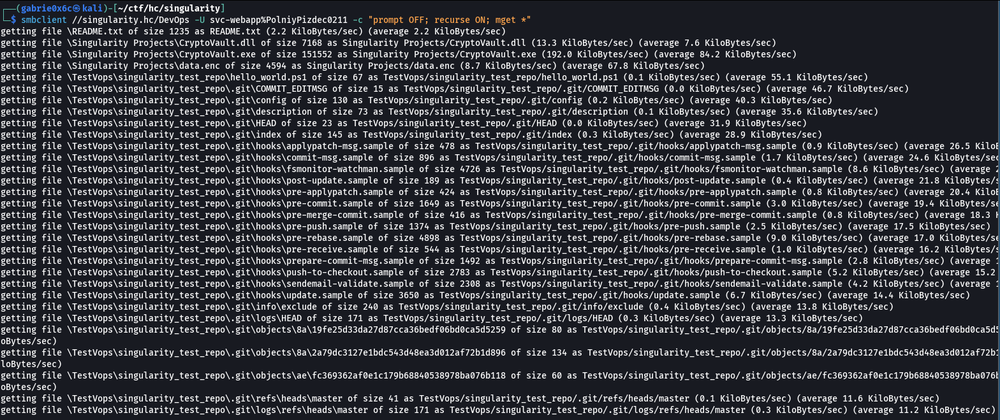 ┌──(gabrie0x6c㉿kali)-[~/ctf/hc/singularity]
└─$ smbclient //singularity.hc/DevOps -U svc-webapp%PolniyPizdec0211 -c "prompt OFF; recurse ON; mget *"
getting file \README.txt of size 1235 as README.txt (2.2 KiloBytes/sec) (average 2.2 KiloBytes/sec)
getting file \Singularity Projects\CryptoVault.dll of size 7168 as Singularity Projects/CryptoVault.dll (13.3 KiloBytes/sec) (average 7.6 KiloBytes/sec)
getting file \Singularity Projects\CryptoVault.exe of size 151552 as Singularity Projects/CryptoVault.exe (192.0 KiloBytes/sec) (average 84.2 KiloBytes/sec)
getting file \Singularity Projects\data.enc of size 4594 as Singularity Projects/data.enc (8.7 KiloBytes/sec) (average 67.8 KiloBytes/sec)
getting file \TestVops\singularity_test_repo\hello_world.ps1 of size 67 as TestVops/singularity_test_repo/hello_world.ps1 (0.1 KiloBytes/sec) (average 55.1 KiloBytes/sec)
getting file \TestVops\singularity_test_repo\.git\COMMIT_EDITMSG of size 15 as TestVops/singularity_test_repo/.git/COMMIT_EDITMSG (0.0 KiloBytes/sec) (average 46.7 KiloBytes/sec)
getting file \TestVops\singularity_test_repo\.git\config of size 130 as TestVops/singularity_test_repo/.git/config (0.2 KiloBytes/sec) (average 40.3 KiloBytes/sec)
getting file \TestVops\singularity_test_repo\.git\description of size 73 as TestVops/singularity_test_repo/.git/description (0.1 KiloBytes/sec) (average 35.6 KiloBytes/sec)
getting file \TestVops\singularity_test_repo\.git\HEAD of size 23 as TestVops/singularity_test_repo/.git/HEAD (0.0 KiloBytes/sec) (average 31.9 KiloBytes/sec)
getting file \TestVops\singularity_test_repo\.git\index of size 145 as TestVops/singularity_test_repo/.git/index (0.3 KiloBytes/sec) (average 28.9 KiloBytes/sec)
getting file \TestVops\singularity_test_repo\.git\hooks\applypatch-msg.sample of size 478 as TestVops/singularity_test_repo/.git/hooks/applypatch-msg.sample (0.9 KiloBytes/sec) (average 26.5 KiloB
getting file \TestVops\singularity_test_repo\.git\hooks\commit-msg.sample of size 896 as TestVops/singularity_test_repo/.git/hooks/commit-msg.sample (1.7 KiloBytes/sec) (average 24.6 KiloBytes/sec
getting file \TestVops\singularity_test_repo\.git\hooks\fsmonitor-watchman.sample of size 4726 as TestVops/singularity_test_repo/.git/hooks/fsmonitor-watchman.sample (8.6 KiloBytes/sec) (average 2
getting file \TestVops\singularity_test_repo\.git\hooks\post-update.sample of size 189 as TestVops/singularity_test_repo/.git/hooks/post-update.sample (0.4 KiloBytes/sec) (average 21.8 KiloBytes/s
getting file \TestVops\singularity_test_repo\.git\hooks\pre-applypatch.sample of size 424 as TestVops/singularity_test_repo/.git/hooks/pre-applypatch.sample (0.8 KiloBytes/sec) (average 20.4 KiloB
getting file \TestVops\singularity_test_repo\.git\hooks\pre-commit.sample of size 1649 as TestVops/singularity_test_repo/.git/hooks/pre-commit.sample (3.0 KiloBytes/sec) (average 19.4 KiloBytes/se
getting file \TestVops\singularity_test_repo\.git\hooks\pre-merge-commit.sample of size 416 as TestVops/singularity_test_repo/.git/hooks/pre-merge-commit.sample (0.8 KiloBytes/sec) (average 18.3 K
getting file \TestVops\singularity_test_repo\.git\hooks\pre-push.sample of size 1374 as TestVops/singularity_test_repo/.git/hooks/pre-push.sample (2.5 KiloBytes/sec) (average 17.5 KiloBytes/sec)
getting file \TestVops\singularity_test_repo\.git\hooks\pre-rebase.sample of size 4898 as TestVops/singularity_test_repo/.git/hooks/pre-rebase.sample (9.0 KiloBytes/sec) (average 17.0 KiloBytes/se
getting file \TestVops\singularity_test_repo\.git\hooks\pre-receive.sample of size 544 as TestVops/singularity_test_repo/.git/hooks/pre-receive.sample (1.0 KiloBytes/sec) (average 16.2 KiloBytes/s
getting file \TestVops\singularity_test_repo\.git\hooks\prepare-commit-msg.sample of size 1492 as TestVops/singularity_test_repo/.git/hooks/prepare-commit-msg.sample (2.8 KiloBytes/sec) (average
getting file \TestVops\singularity_test_repo\.git\hooks\push-to-checkout.sample of size 2783 as TestVops/singularity_test_repo/.git/hooks/push-to-checkout.sample (5.2 KiloBytes/sec) (average 15.2
getting file \TestVops\singularity_test_repo\.git\hooks\sendemail-validate.sample of size 2308 as TestVops/singularity_test_repo/.git/hooks/sendemail-validate.sample (4.2 KiloBytes/sec) (average
getting file \TestVops\singularity_test_repo\.git\hooks\update.sample of size 3650 as TestVops/singularity_test_repo/.git/hooks/update.sample (6.7 KiloBytes/sec) (average 14.4 KiloBytes/sec)
getting file \TestVops\singularity_test_repo\.git\info\exclude of size 240 as TestVops/singularity_test_repo/.git/info/exclude (0.4 KiloBytes/sec) (average 13.8 KiloBytes/sec)
getting file \TestVops\singularity_test_repo\.git\logs\HEAD of size 171 as TestVops/singularity_test_repo/.git/logs/HEAD (0.3 KiloBytes/sec) (average 13.3 KiloBytes/sec)
getting file \TestVops\singularity_test_repo\.git\objects\8a\19fe25d33da27d87cca36bedf06bd0ca5d5259 of size 80 as TestVops/singularity_test_repo/.git/objects/8a/19fe25d33da27d87cca36bedf06bd0ca5d5
oBytes/sec)
getting file \TestVops\singularity_test_repo\.git\objects\8a\2a79dc3127e1bdc543d48ea3d012af72b1d896 of size 134 as TestVops/singularity_test_repo/.git/objects/8a/2a79dc3127e1bdc543d48ea3d012af72b1
loBytes/sec)
getting file \TestVops\singularity_test_repo\.git\objects\ae\fc369362af0e1c179b68840538978ba076b118 of size 60 as TestVops/singularity_test_repo/.git/objects/ae/fc369362af0e1c179b68840538978ba076b
oBytes/sec)
getting file \TestVops\singularity_test_repo\.git\refs\heads\master of size 41 as TestVops/singularity_test_repo/.git/refs/heads/master (0.1 KiloBytes/sec) (average 11.6 KiloBytes/sec)
getting file \TestVops\singularity_test_repo\.git\logs\refs\heads\master of size 171 as TestVops/singularity_test_repo/.git/logs/refs/heads/master (0.3 KiloBytes/sec) (average 11.2 KiloBytes/sec)